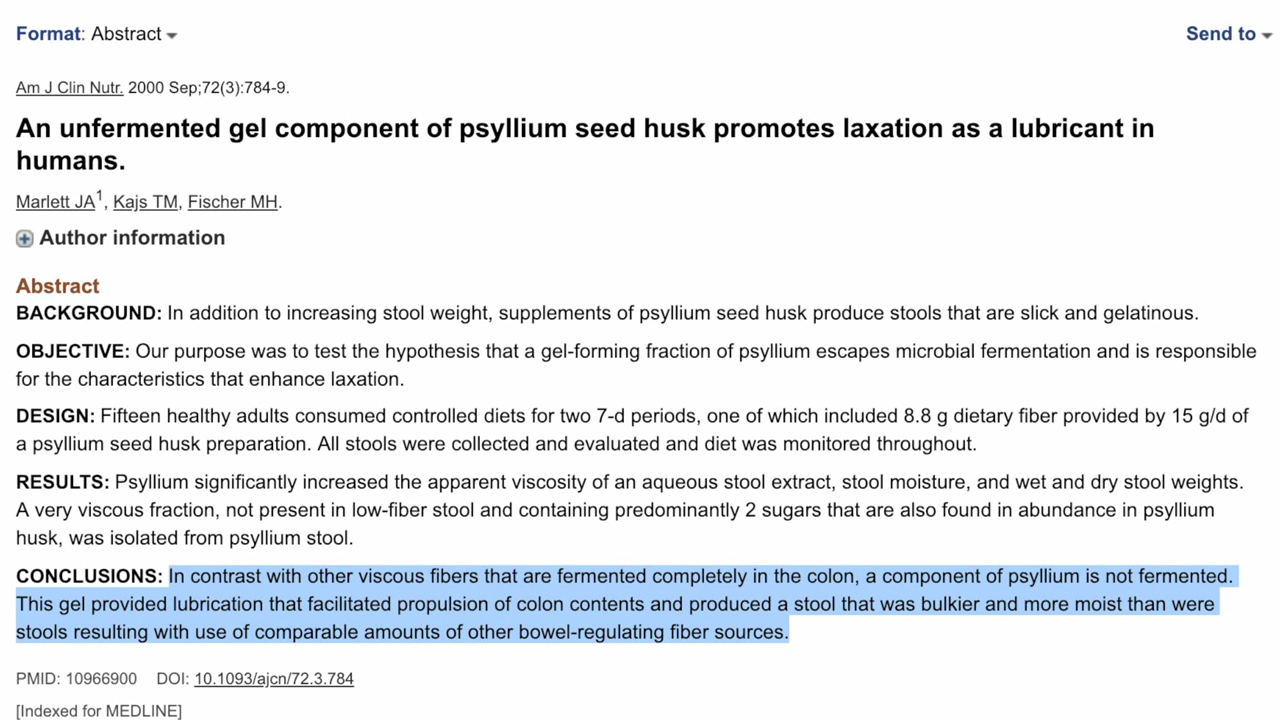 Format: Abstract
Send to
Am J Clin Nutr. 2000 Sep;72(3):784-9.
An unfermented gel component of psyllium seed husk promotes laxation as a lubricant in
humans.
Marlett JA1, Kajs TM, Fischer MH.
Author information
Abstract
BACKGROUND: In addition to increasing stool weight, supplements of psyllium seed husk produce stools that are slick and gelatinous.
OBJECTIVE: Our purpose was to test the hypothesis that a gel-forming fraction of psyllium escapes microbial fermentation and is responsible
for the characteristics that enhance laxation.
DESIGN: Fifteen healthy adults consumed controlled diets for two 7-d periods, one of which included 8.8 g dietary fiber provided by 15 g/d of
a psyllium seed husk preparation. All stools were collected and evaluated and diet was monitored throughout.
RESULTS: Psyllium significantly increased the apparent viscosity of an aqueous stool extract, stool moisture, and wet and dry stool weights.
A very viscous fraction, not present in low-fiber stool and containing predominantly 2 sugars that are also found in abundance in psyllium
husk, was isolated from psyllium stool.
CONCLUSIONS: In contrast with other viscous fibers that are fermented completely in the colon, a component of psyllium is not fermented.
This gel provided lubrication that facilitated propulsion of colon contents and produced a stool that was bulkier and more moist than were
stools resulting with use of comparable amounts of other bowel-regulating fiber sources.
PMID: 10966900 DOI: 10.1093/ajcn/72.3.784
[Indexed for MEDLINE]